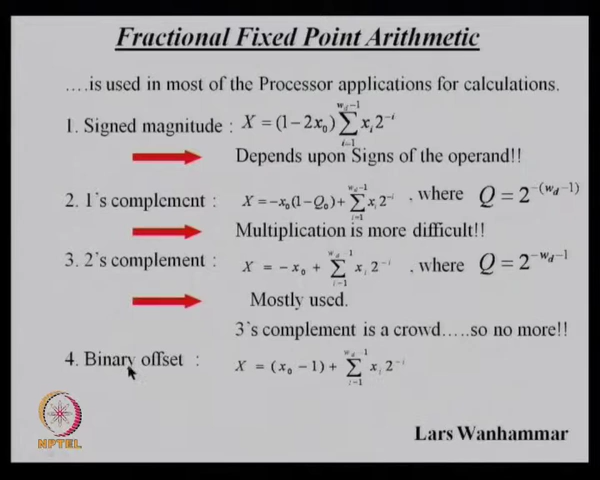 Fractional Fixed Point Arithmetic
....is used in most of the Processor applications for calculations.
1. Signed magnitude : X = (1 − 2x₀) ∑_{i=1}^{w_d−1} x_i 2^{−i}
Depends upon Signs of the operand!!
2. 1's complement : X = −x₀(1 − Q₀) + ∑_{i=1}^{w_d−1} x_i 2^{−i} , where Q = 2^{−(w_d−1)}
Multiplication is more difficult!!
3. 2's complement : X = −x₀ + ∑_{i=1}^{w_d−1} x_i 2^{−i} , where Q = 2^{−w_d−1}
Mostly used.
3's complement is a crowd.....so no more!!
4. Binary offset : X = (x₀ − 1) + ∑_{i=1}^{w_d−1} x_i 2^{−i}
NPTEL
Lars Wanhammar